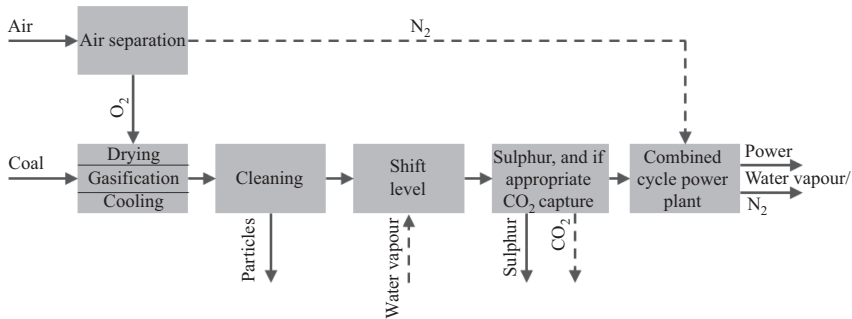 Air
Air separation
N2
O2
Coal
Drying
Gasification
Cooling
Cleaning
Shift
level
Sulphur, and if
appropriate
CO2 capture
Combined
cycle power
plant
Power
Water vapour/
N2
Particles
Water vapour
Sulphur
CO2